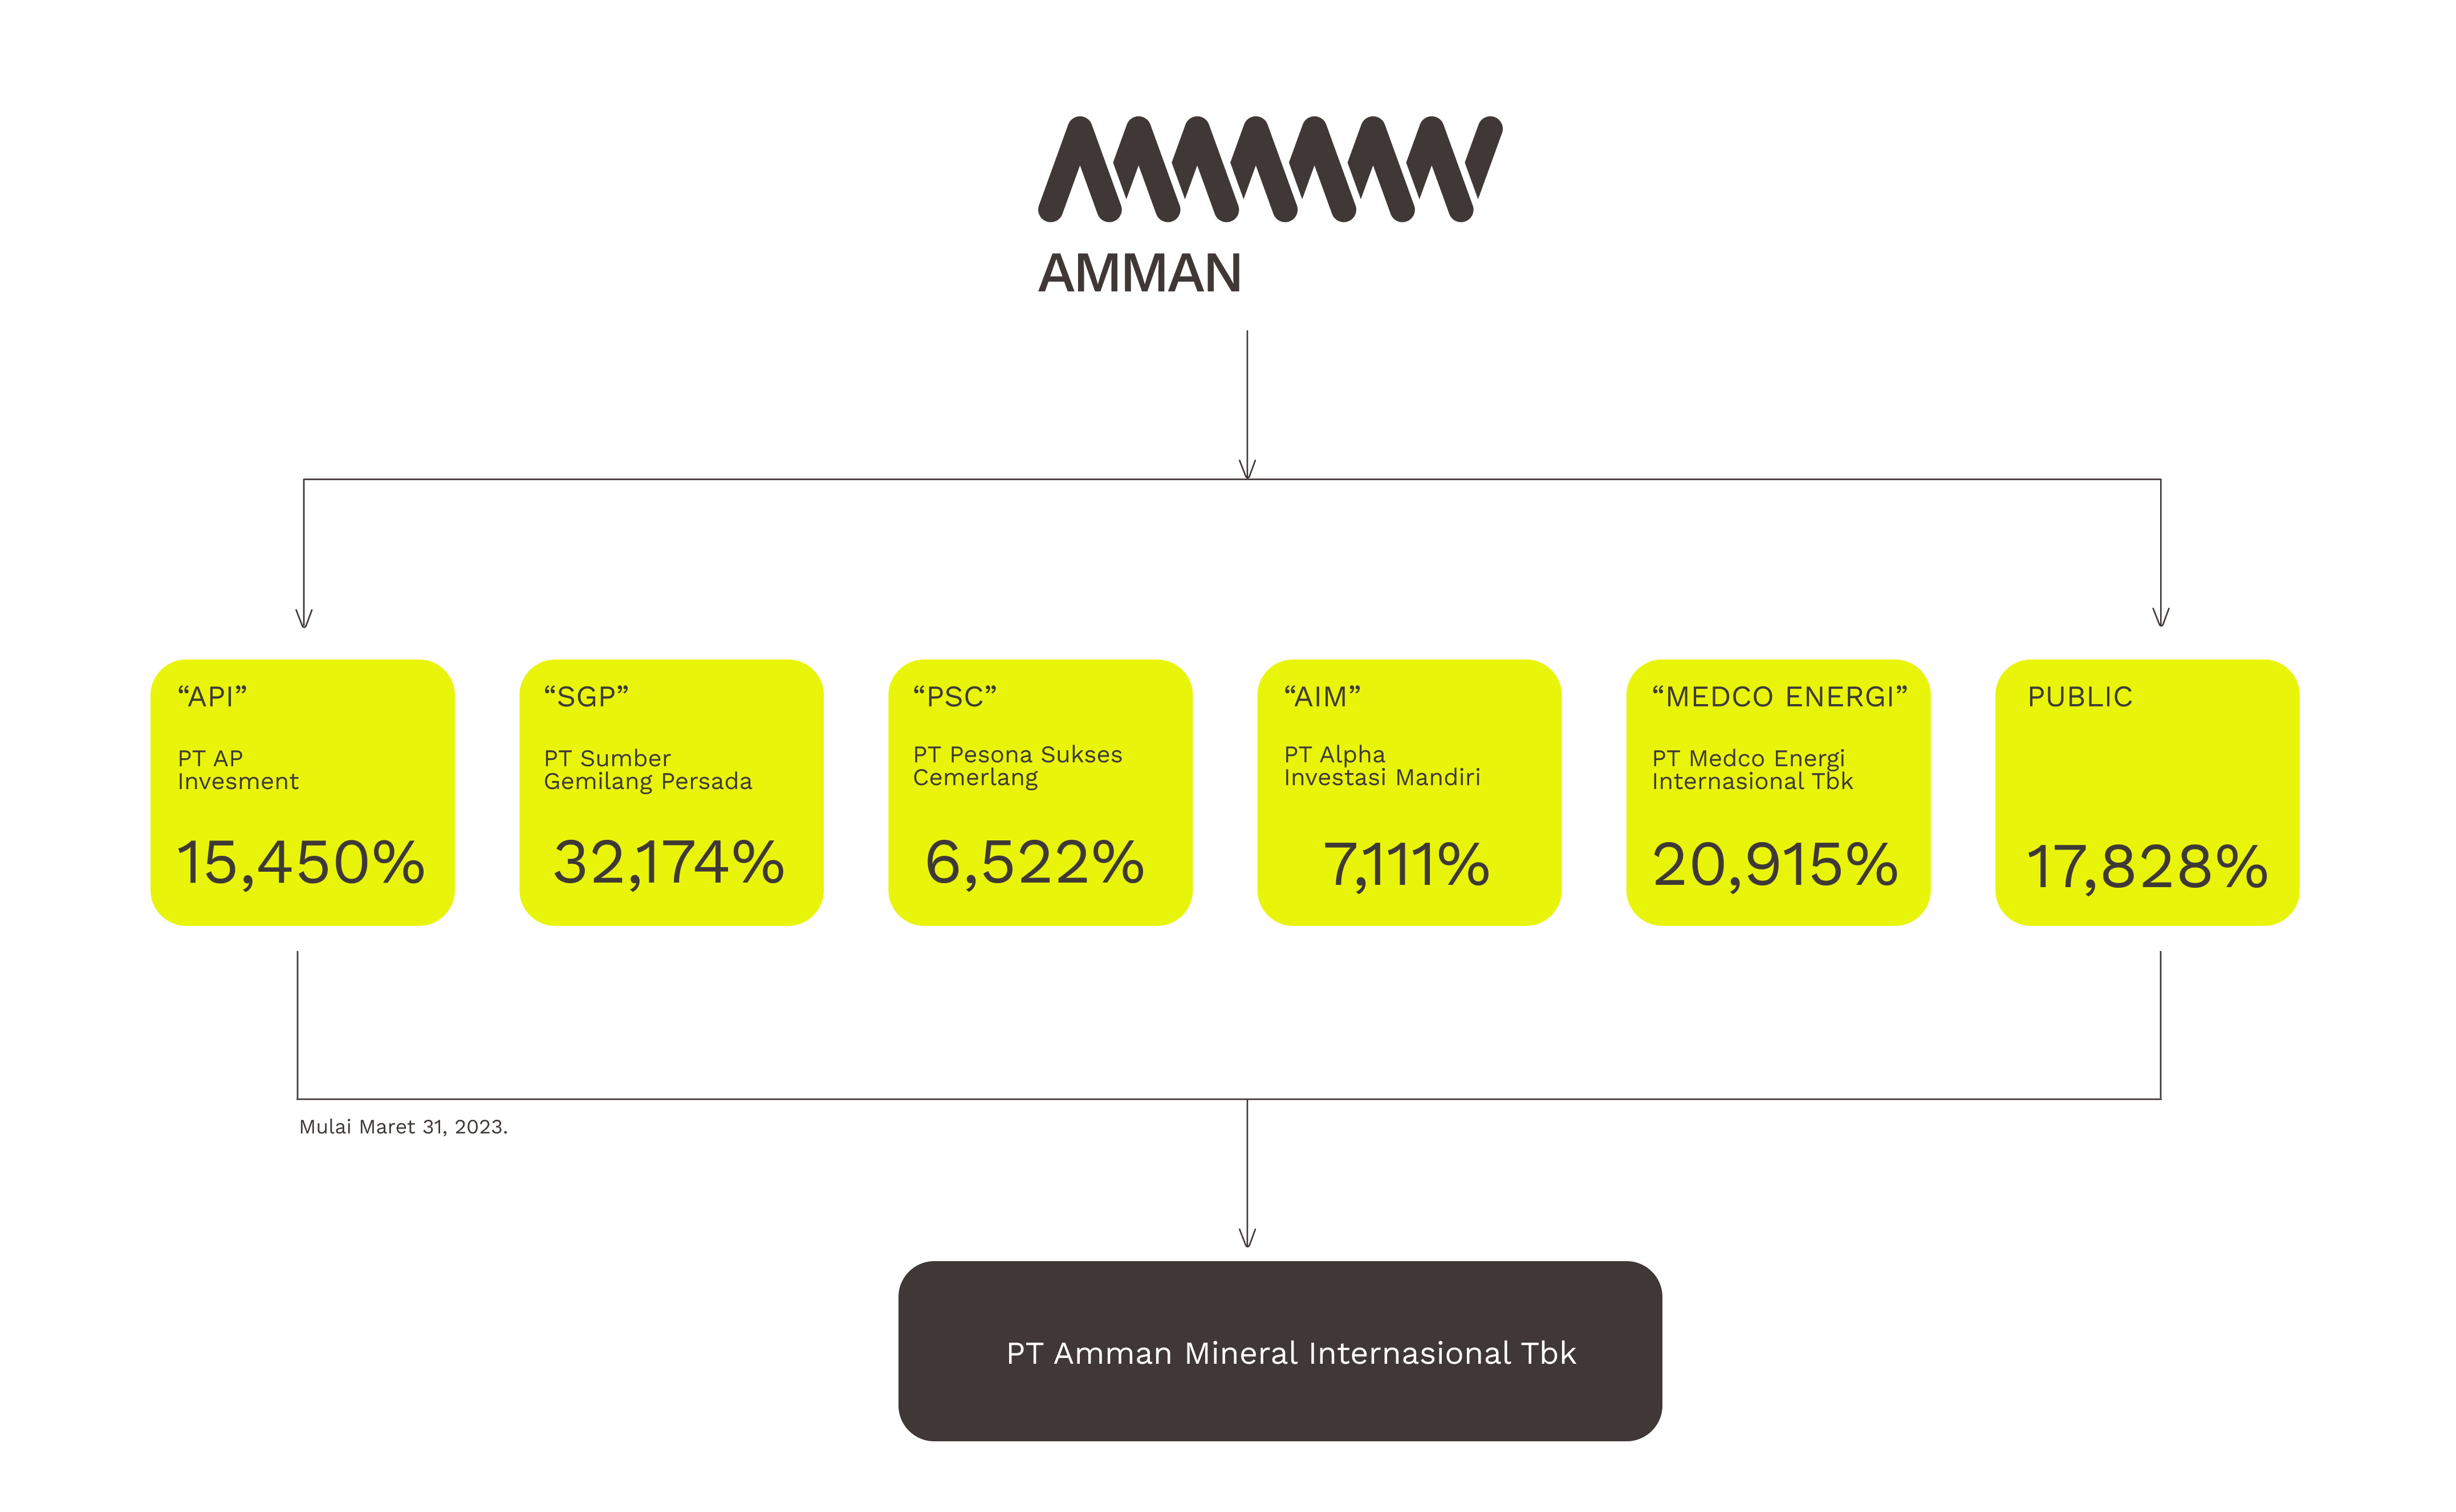 AMMAN
“API”
PT AP
Invesment
15,450%
“SGP”
PT Sumber
Gemilang Persada
32,174%
“PSC”
PT Pesona Sukses
Cemerlang
6,522%
“AIM”
PT Alpha
Investasi Mandiri
7,111%
“MEDCO ENERGI”
PT Medco Energi
Internasional Tbk
20,915%
PUBLIC
17,828%
Mulai Maret 31, 2023.
PT Amman Mineral Internasional Tbk